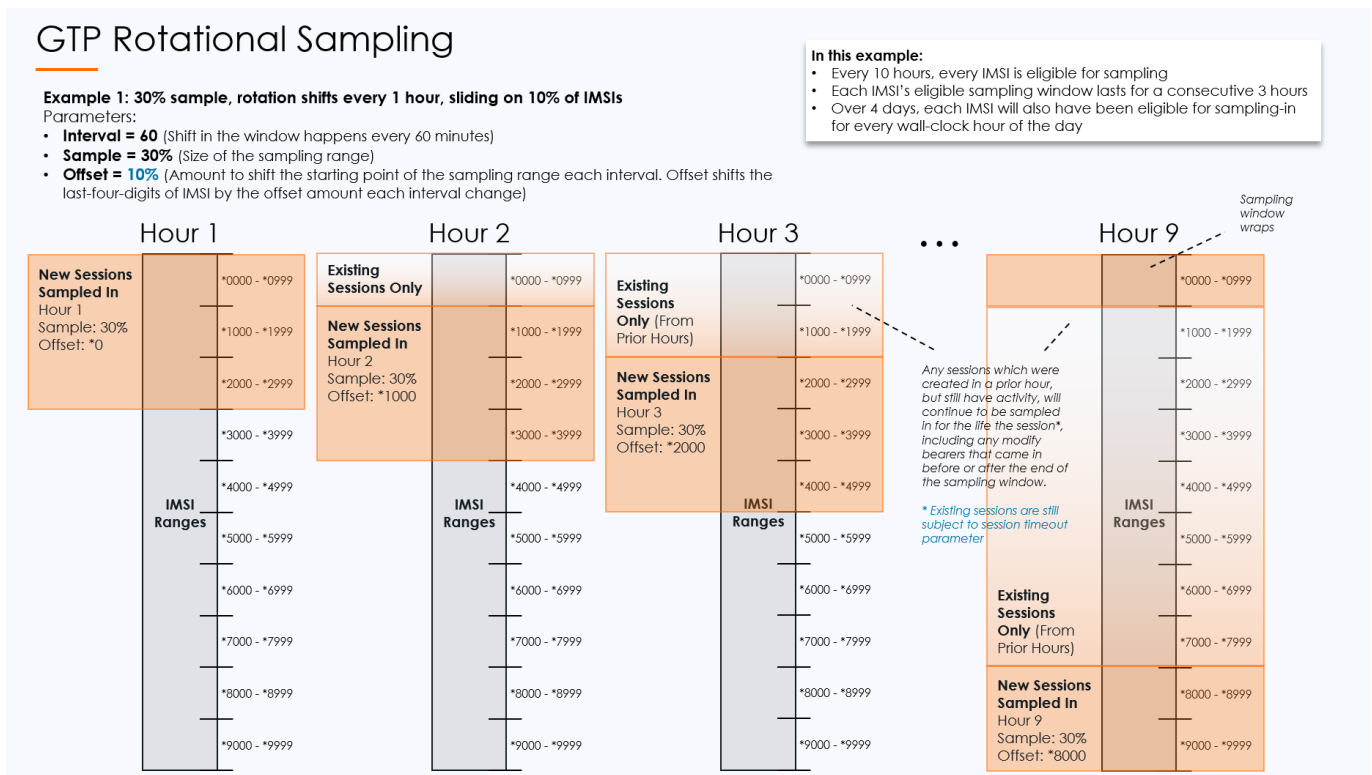 GTP Rotational Sampling
In this example:
• Every 10 hours, every IMSI is eligible for sampling
• Each IMSI's eligible sampling window lasts for a consecutive 3 hours
• Over 4 days, each IMSI will also have been eligible for sampling-in
for every wall-clock hour of the day
Example 1: 30% sample, rotation shifts every 1 hour, sliding on 10% of IMSIs
Parameters:
• Interval = 60 (Shift in the window happens every 60 minutes)
• Sample = 30% (Size of the sampling range)
• Offset = 10% (Amount to shift the starting point of the sampling range each interval. Offset shifts the
last-four-digits of IMSI by the offset amount each interval change)
Hour 1
New Sessions
Sampled In
Hour 1
Sample: 30%
Offset: *0
IMSI
Ranges
*0000 - *0999
*1000 - *1999
*2000 - *2999
*3000 - *3999
*4000 - *4999
*5000 - *5999
*6000 - *6999
*7000 - *7999
*8000 - *8999
*9000 - *9999
Hour 2
Existing
Sessions Only
New Sessions
Sampled In
Hour 2
Sample: 30%
Offset: *1000
IMSI
Ranges
*0000 - *0999
*1000 - *1999
*2000 - *2999
*3000 - *3999
*4000 - *4999
*5000 - *5999
*6000 - *6999
*7000 - *7999
*8000 - *8999
*9000 - *9999
Hour 3
Existing
Sessions
Only (From
Prior Hours)
New Sessions
Sampled In
Hour 3
Sample: 30%
Offset: *2000
IMSI
Ranges
*0000 - *0999
*1000 - *1999
*2000 - *2999
*3000 - *3999
*4000 - *4999
*5000 - *5999
*6000 - *6999
*7000 - *7999
*8000 - *8999
*9000 - *9999
• • •
Any sessions which were
created in a prior hour,
but still have activity, will
continue to be sampled
in for the life the session*,
including any modify
bearers that came in
before or after the end of
the sampling window.
* Existing sessions are still
subject to session timeout
parameter
Hour 9
Sampling
window
wraps
Existing
Sessions
Only (From
Prior Hours)
New Sessions
Sampled In
Hour 9
Sample: 30%
Offset: *8000
IMSI
Ranges
*0000 - *0999
*1000 - *1999
*2000 - *2999
*3000 - *3999
*4000 - *4999
*5000 - *5999
*6000 - *6999
*7000 - *7999
*8000 - *8999
*9000 - *9999